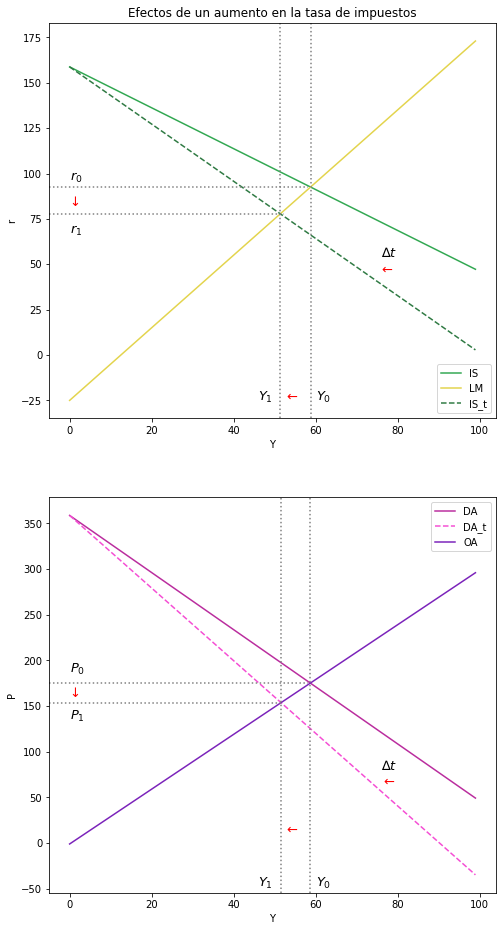 Efectos de un aumento en la tasa de impuestos
175
150
125
100
75
50
25
0
−25
r
r₀
↓
r₁
Δt
←
Y₁ ← Y₀
IS
LM
IS_t
0 20 40 60 80 100
Y
350
300
250
200
150
100
50
0
−50
P
DA
DA_t
OA
P₀
↓
P₁
Δt
←
←
Y₁ Y₀
0 20 40 60 80 100
Y